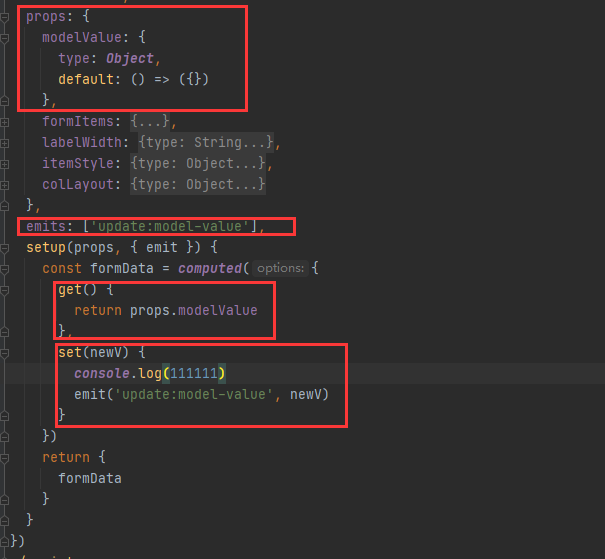 props: {
modelValue: {
type: Object,
default: () => ({})
},
formItems: {...},
labelWidth: {type: String...},
itemStyle: {type: Object...},
colLayout: {type: Object...}
},
emits: ['update:model-value'],
setup(props, { emit }) {
const formData = computed( options: {
get() {
return props.modelValue
},
set(newV) {
console.log(111111)
emit('update:model-value', newV)
}
})
return {
formData
}
}
})